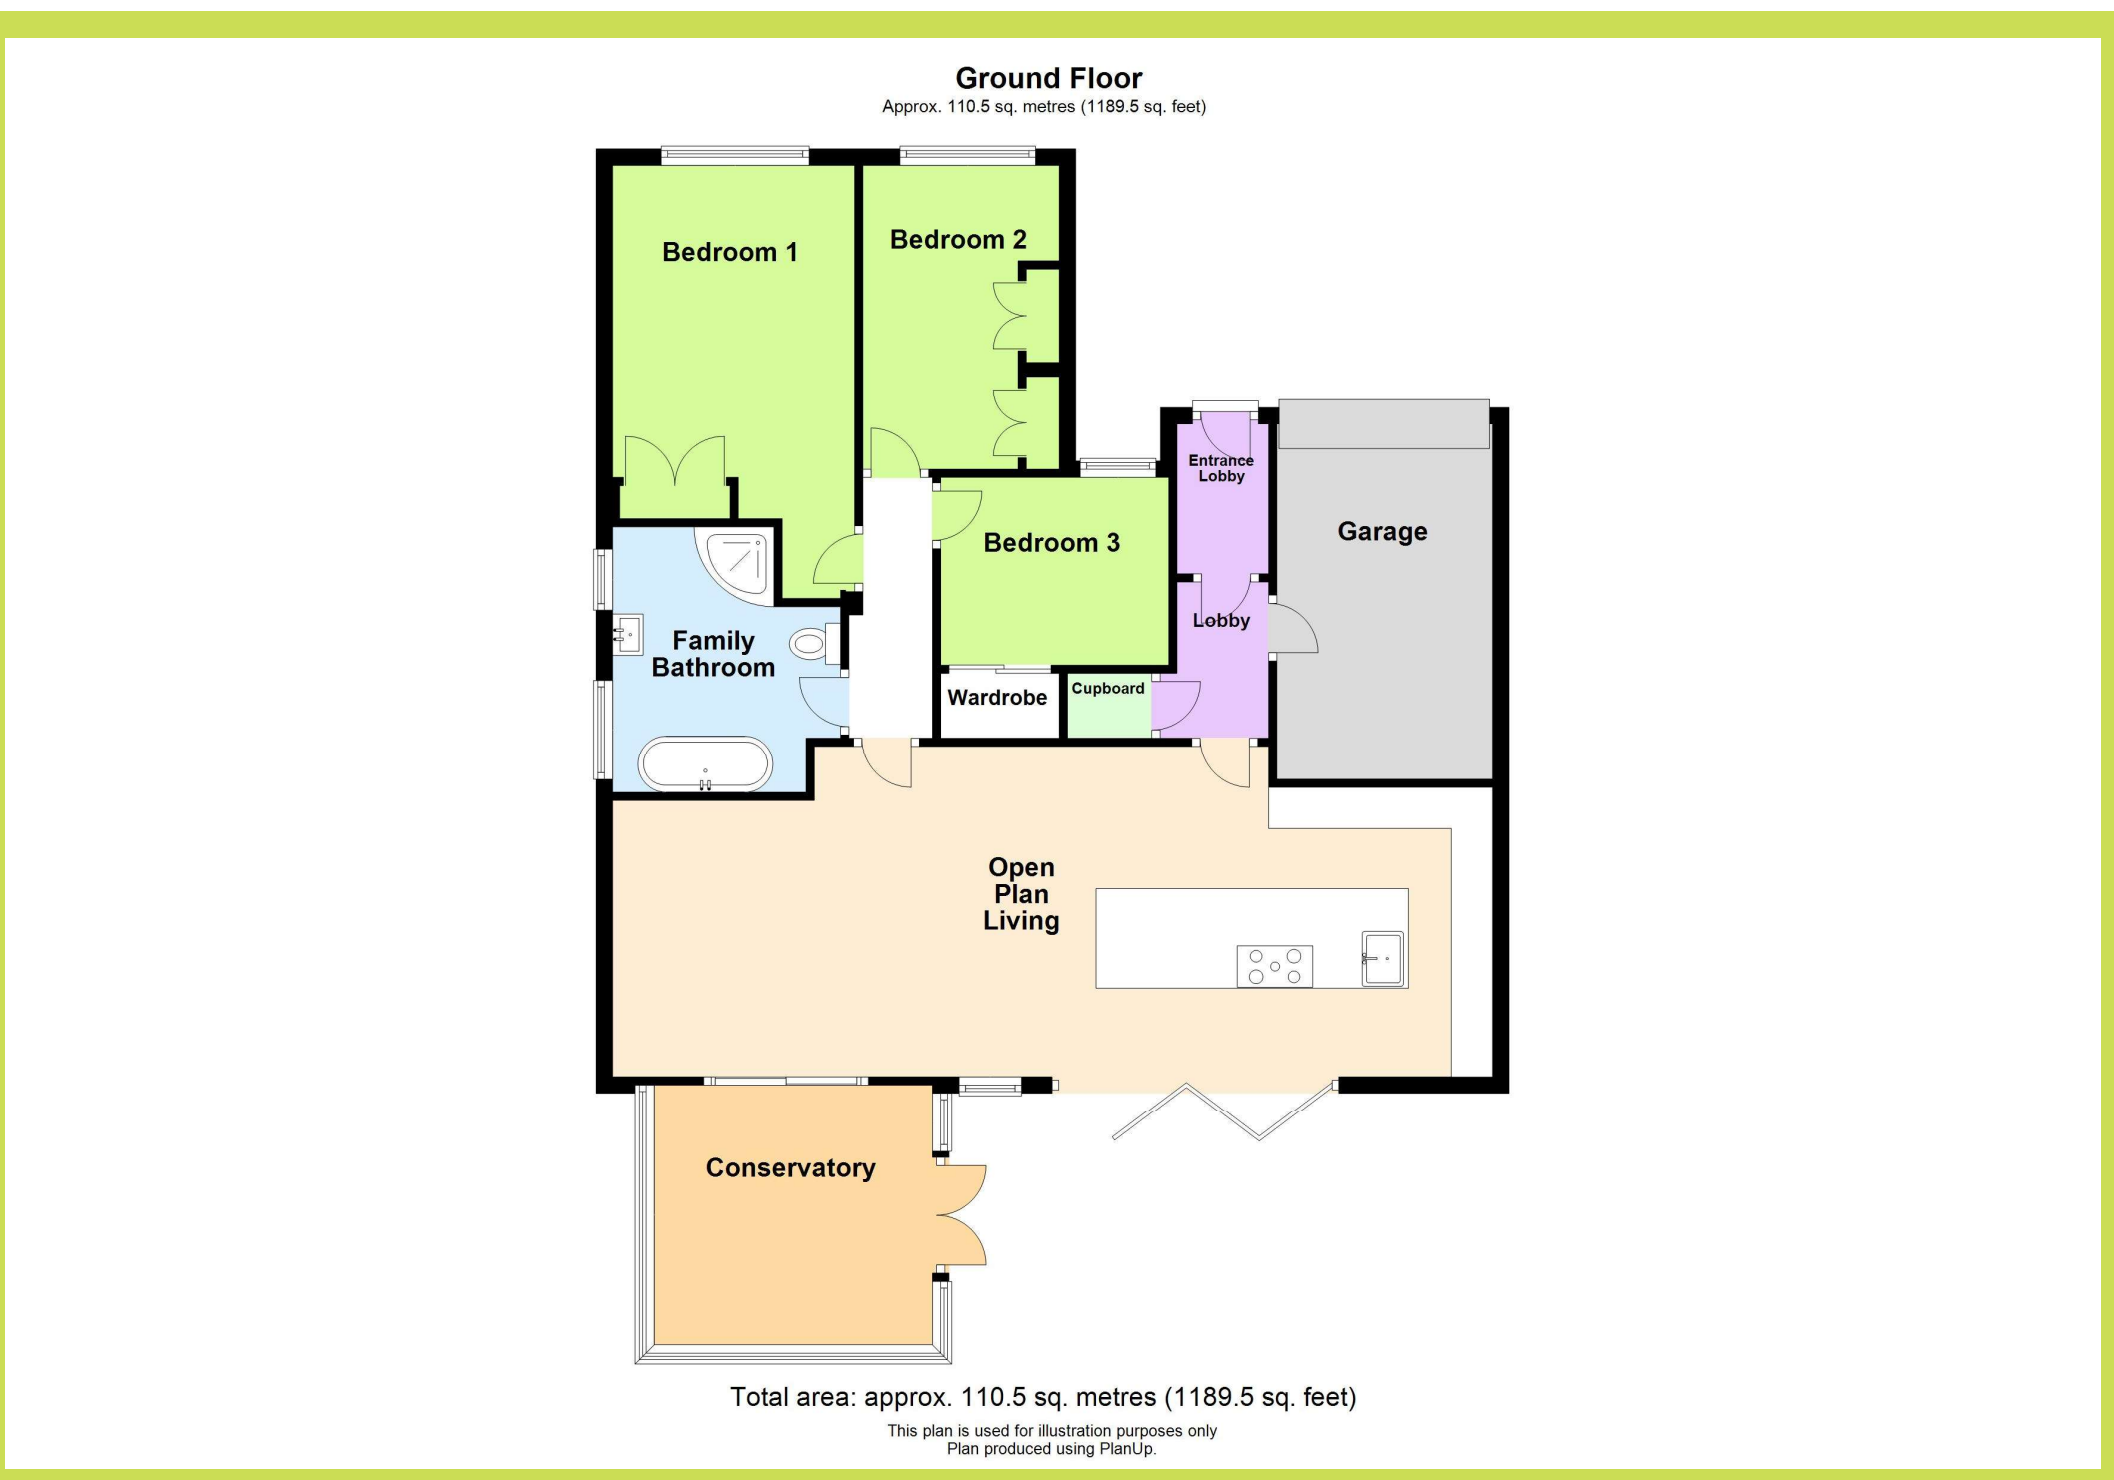 Ground Floor
Approx. 110.5 sq. metres (1189.5 sq. feet)
Bedroom 1
Bedroom 2
Entrance
Lobby
Garage
Bedroom 3
Lobby
Family
Bathroom
Wardrobe
Cupboard
Open
Plan
Living
Conservatory
Total area: approx. 110.5 sq. metres (1189.5 sq. feet)
This plan is used for illustration purposes only
Plan produced using PlanUp.